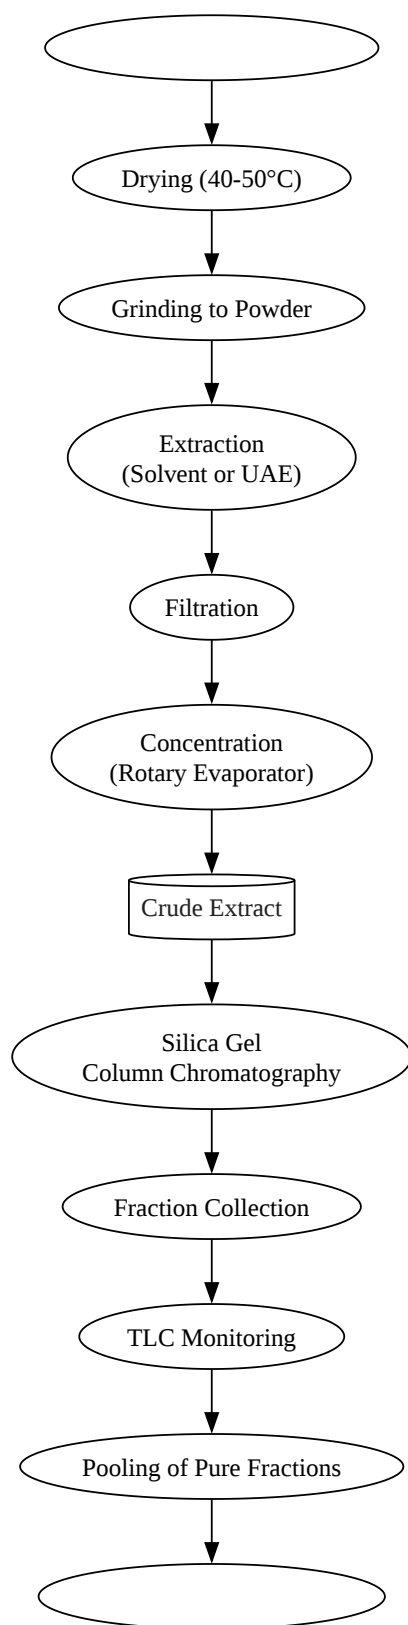 Drying (40-50°C)
Grinding to Powder
Extraction
(Solvent or UAE)
Filtration
Concentration
(Rotary Evaporator)
Crude Extract
Silica Gel
Column Chromatography
Fraction Collection
TLC Monitoring
Pooling of Pure Fractions